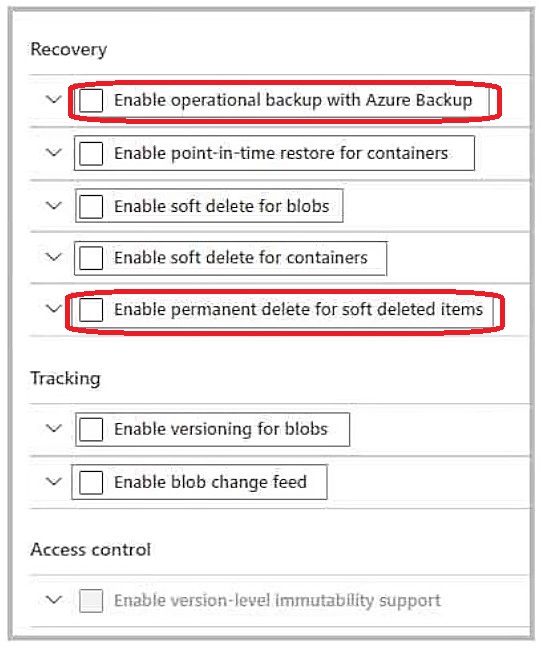 Recovery
Enable operational backup with Azure Backup
Enable point-in-time restore for containers
Enable soft delete for blobs
Enable soft delete for containers
Enable permanent delete for soft deleted items
Tracking
Enable versioning for blobs
Enable blob change feed
Access control
Enable version-level immutability support